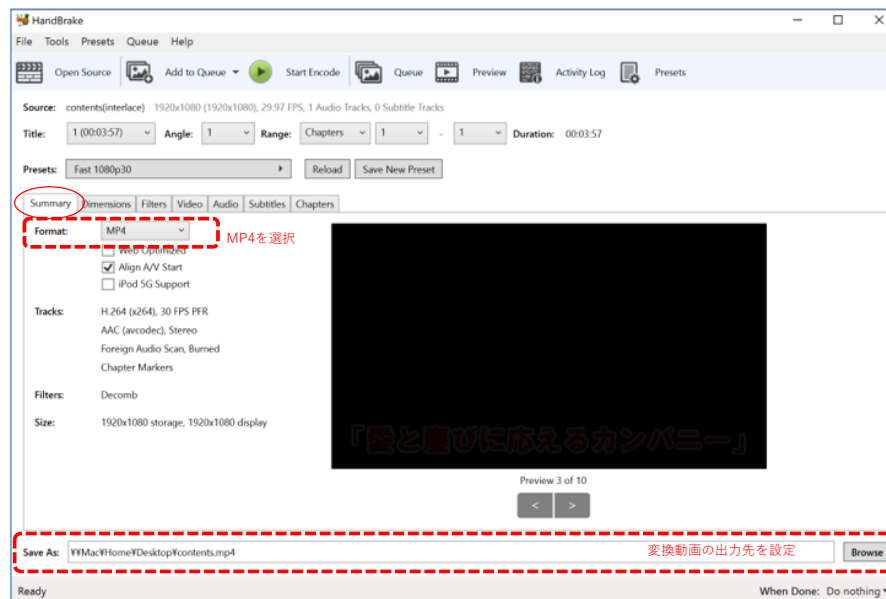 HandBrake
File Tools Presets Queue Help
Open Source Add to Queue Start Encode Queue Preview Activity Log Presets
Source: contents(interlace) 1920x1080 (1920x1080), 29.97 FPS, 1 Audio Tracks, 0 Subtitle Tracks
Title: 1 (00:03:57) Angle: 1 Range: Chapters 1 - 1 Duration: 00:03:57
Presets: Fast 1080p30 Reload Save New Preset
Summary Dimensions Filters Video Audio Subtitles Chapters
Format: MP4 MP4を選択
Web Optimized
Align A/V Start
iPod 5G Support
Tracks: H.264 (x264), 30 FPS PFR
AAC (avcodec), Stereo
Foreign Audio Scan, Burned
Chapter Markers
Filters: Decomb
Size: 1920x1080 storage, 1920x1080 display
「愛と慶びに応えるカンパニー」
Preview 3 of 10
< >
Save As: ¥¥Mac¥Home¥Desktop¥contents.mp4 変換動画の出力先を設定 Browse
Ready When Done: Do nothing